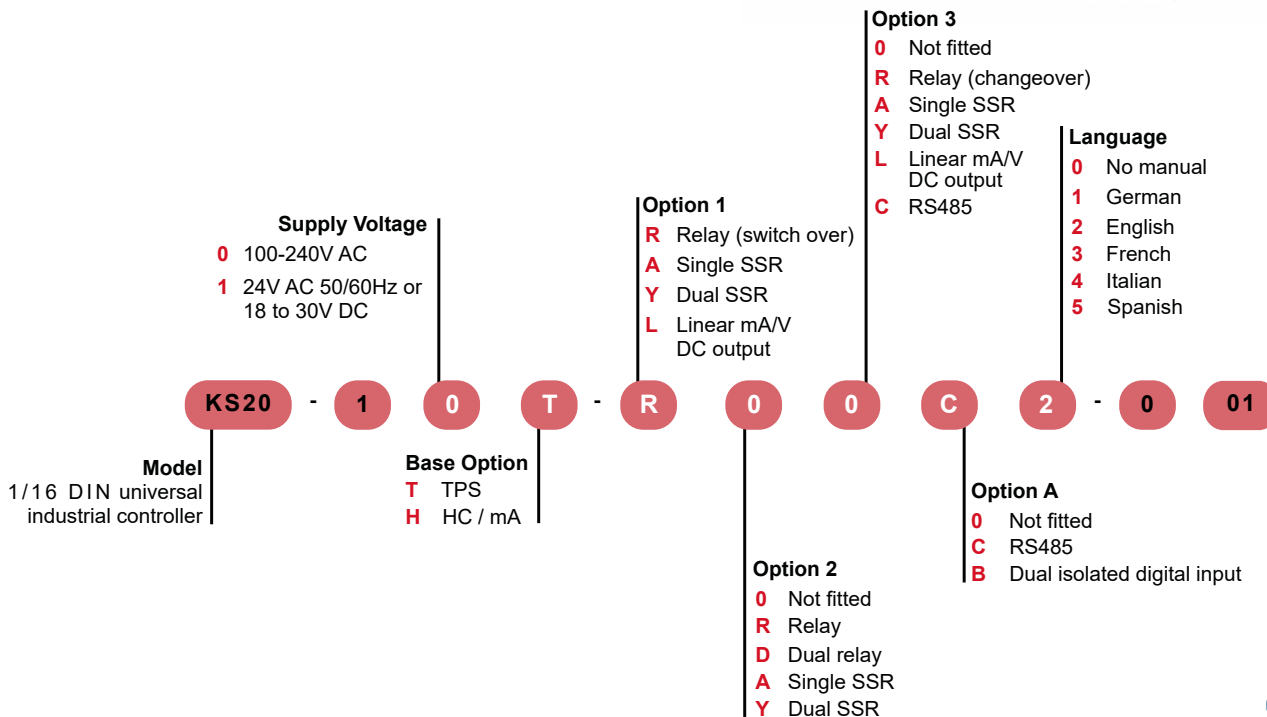 Option 3
0 Not fitted
R Relay (changeover)
A Single SSR
Y Dual SSR
L Linear mA/V
DC output
C RS485
Language
0 No manual
1 German
2 English
3 French
4 Italian
5 Spanish
Option 1
R Relay (switch over)
A Single SSR
Y Dual SSR
L Linear mA/V
DC output
Supply Voltage
0 100-240V AC
1 24V AC 50/60Hz or
18 to 30V DC
KS20 - 1 0 T - R 0 0 C 2 - 0 01
Model
1/16 DIN universal
industrial controller
Base Option
T TPS
H HC / mA
Option 2
0 Not fitted
R Relay
D Dual relay
A Single SSR
Y Dual SSR
Option A
0 Not fitted
C RS485
B Dual isolated digital input